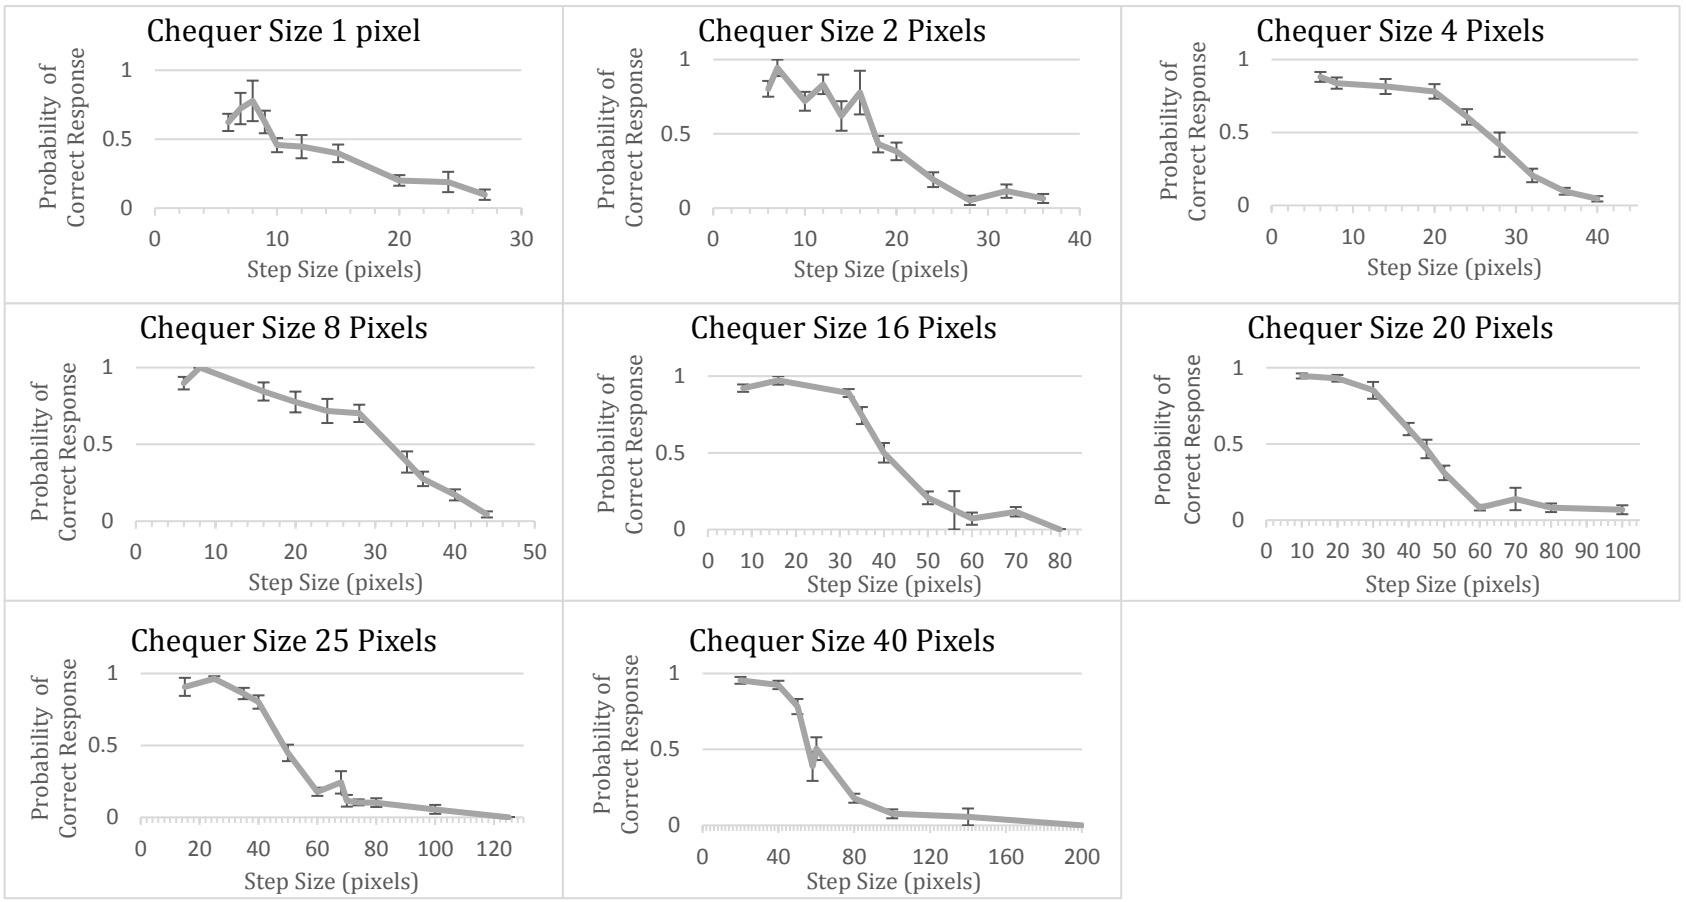 Chequer Size 1 pixel
Probability of
Correct Response
1
0.5
0
0 10 20 30
Step Size (pixels)
Chequer Size 2 Pixels
Probability of
Correct Response
1
0.5
0
0 10 20 30 40
Step Size (pixels)
Chequer Size 4 Pixels
Probability of
Correct Response
1
0.5
0
0 10 20 30 40
Step Size (pixels)
Chequer Size 8 Pixels
Probability of
Correct Response
1
0.5
0
0 10 20 30 40 50
Step Size (pixels)
Chequer Size 16 Pixels
Probability of
Correct Response
1
0.5
0
0 10 20 30 40 50 60 70 80
Step Size (pixels)
Chequer Size 20 Pixels
Probability of
Correct Response
1
0.5
0
0 10 20 30 40 50 60 70 80 90 100
Step Size (pixels)
Chequer Size 25 Pixels
Probability of
Correct Response
1
0.5
0
0 20 40 60 80 100 120
Step Size (pixels)
Chequer Size 40 Pixels
Probability of
Correct Response
1
0.5
0
0 40 80 120 160 200
Step Size (pixels)